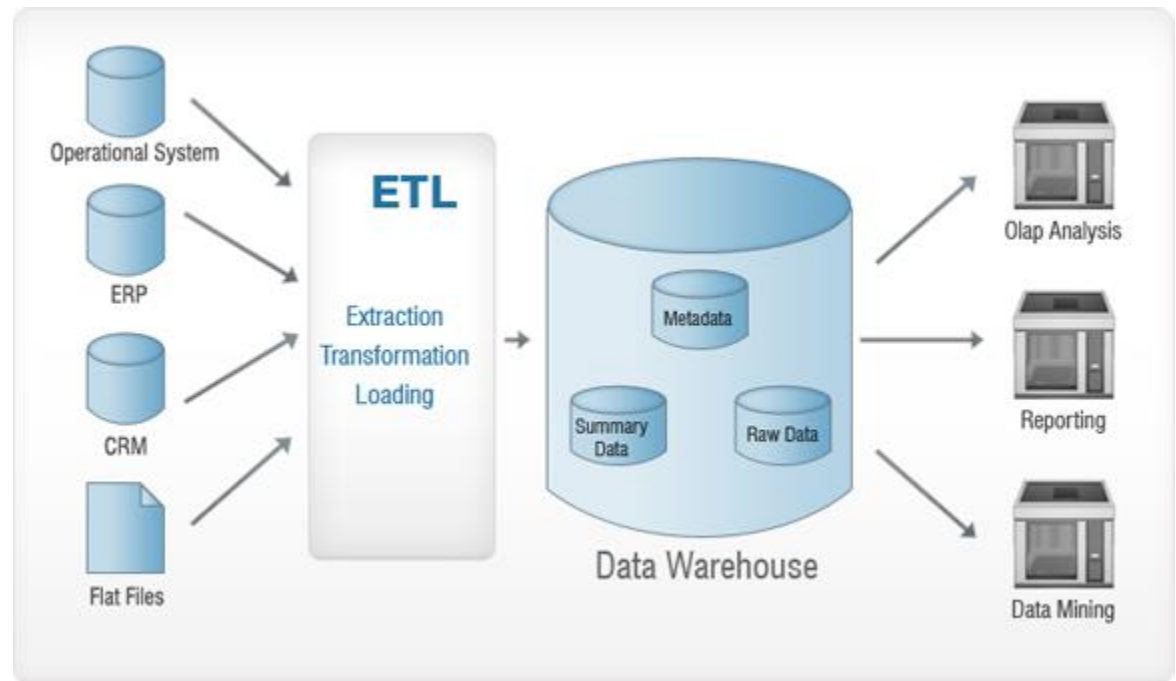 Operational System
ERP
CRM
Flat Files
ETL
Extraction
Transformation
Loading
Metadata
Summary
Data
Raw Data
Data Warehouse
Olap Analysis
Reporting
Data Mining